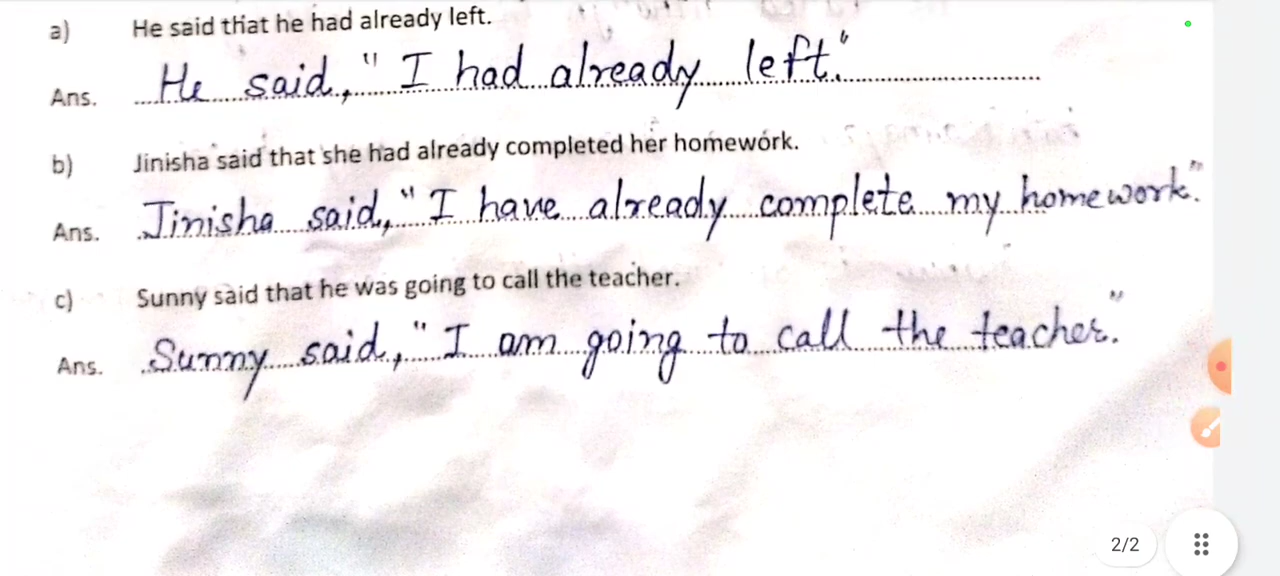 a) He said that he had already left.
Ans. He said, " I had already left."
b) Jinisha said that she had already completed her homework.
Ans. Jinisha said, " I have already complete my homework."
c) Sunny said that he was going to call the teacher.
Ans. Sunny said, " I am going to call the teacher."
2/2